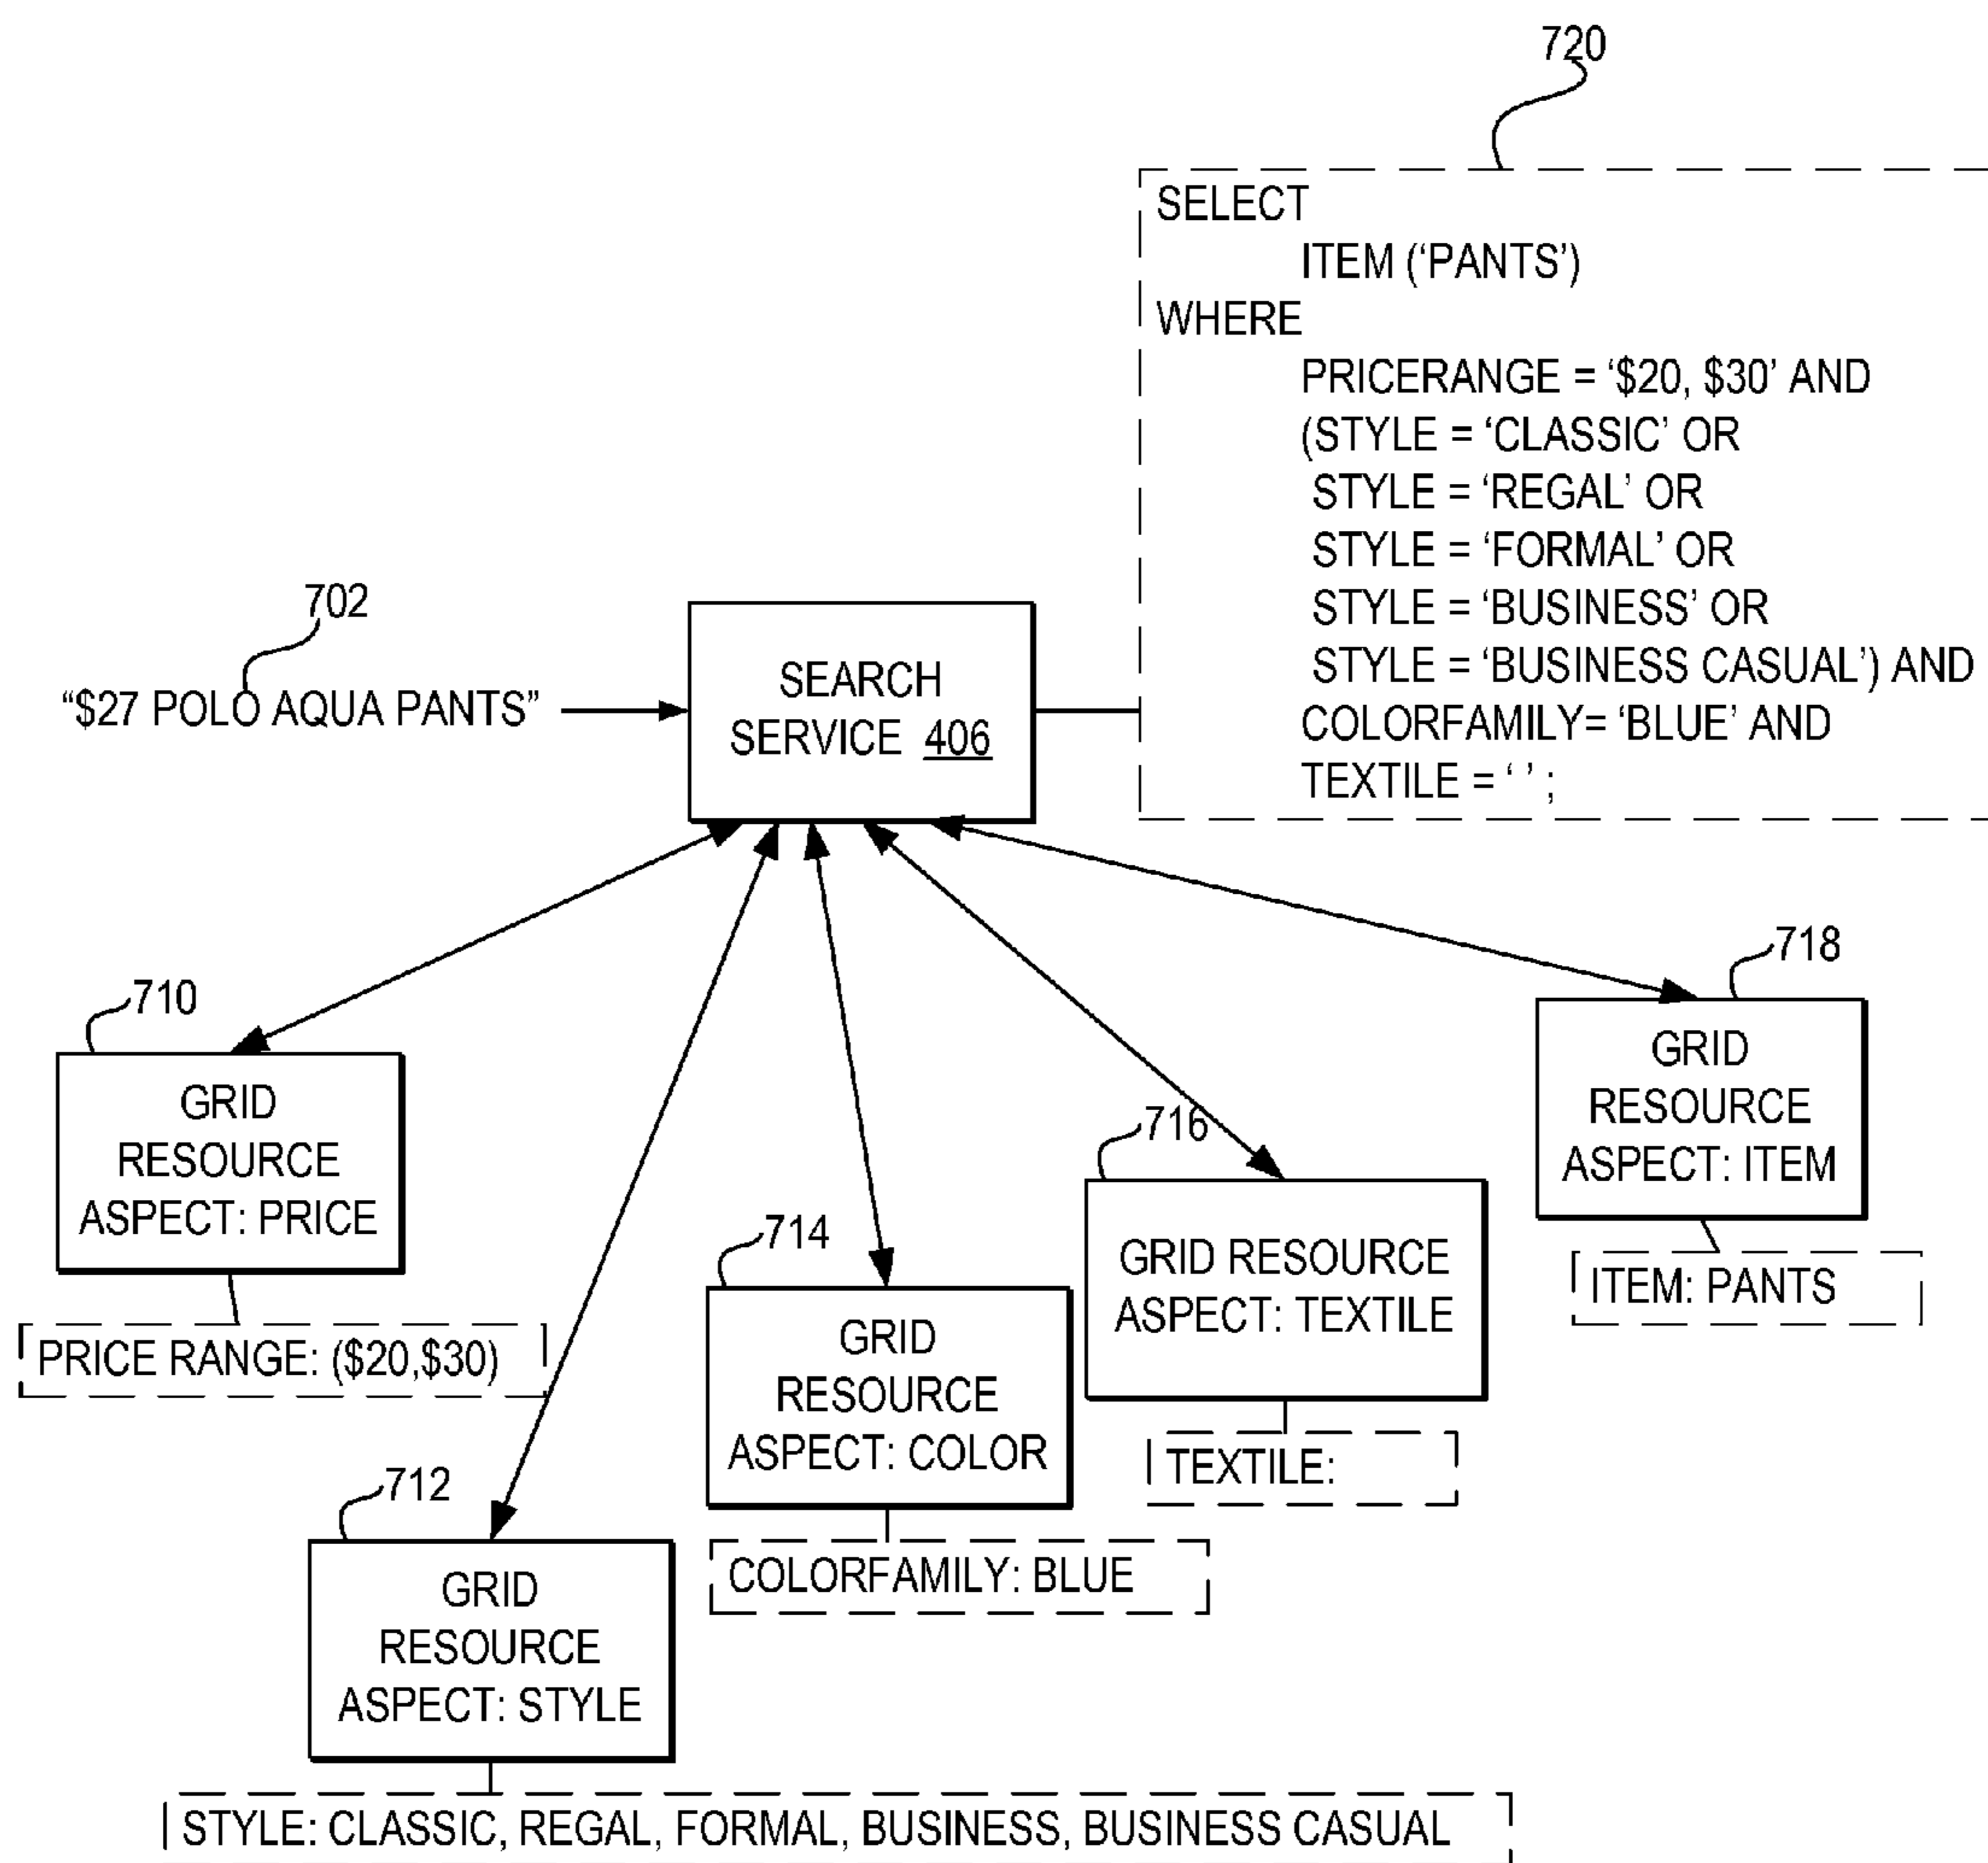 720
SELECT
ITEM (‘PANTS’)
WHERE
PRICERANGE = ‘$20, $30’ AND
(STYLE = ‘CLASSIC’ OR
STYLE = ‘REGAL’ OR
STYLE = ‘FORMAL’ OR
STYLE = ‘BUSINESS’ OR
STYLE = ‘BUSINESS CASUAL’) AND
COLORFAMILY= ‘BLUE’ AND
TEXTILE = ‘ ’ ;
702
“$27 POLO AQUA PANTS”
SEARCH
SERVICE 406
710
GRID
RESOURCE
ASPECT: PRICE
PRICE RANGE: ($20,$30)
712
GRID
RESOURCE
ASPECT: STYLE
STYLE: CLASSIC, REGAL, FORMAL, BUSINESS, BUSINESS CASUAL
714
GRID
RESOURCE
ASPECT: COLOR
COLORFAMILY: BLUE
716
GRID RESOURCE
ASPECT: TEXTILE
TEXTILE:
718
GRID
RESOURCE
ASPECT: ITEM
ITEM: PANTS